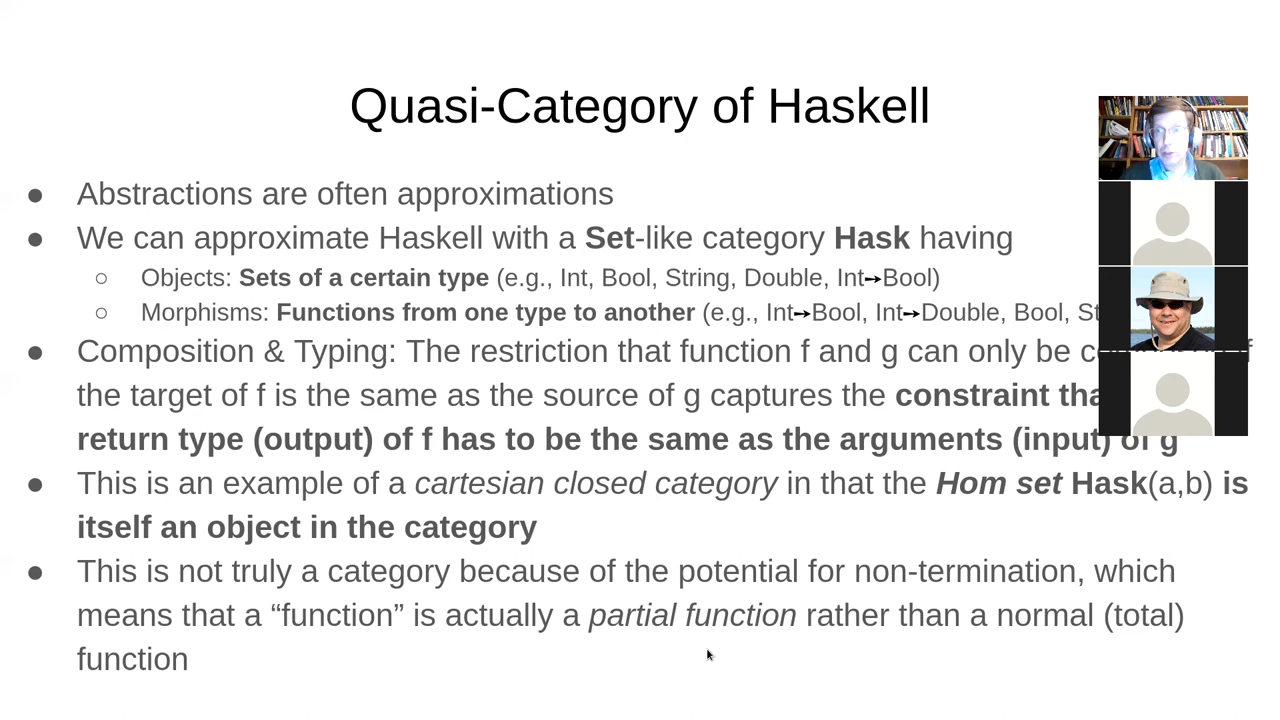 Quasi-Category of Haskell
● Abstractions are often approximations
● We can approximate Haskell with a Set-like category Hask having
○ Objects: Sets of a certain type (e.g., Int, Bool, String, Double, Int→Bool)
○ Morphisms: Functions from one type to another (e.g., Int→Bool, Int→Double, Bool,
● Composition & Typing: The restriction that function f and g can only be
the target of f is the same as the source of g captures the constraint
return type (output) of f has to be the same as the arguments (input) of g
● This is an example of a cartesian closed category in that the Hom set Hask(a,b) is
itself an object in the category
● This is not truly a category because of the potential for non-termination, which
means that a “function” is actually a partial function rather than a normal (total)
function